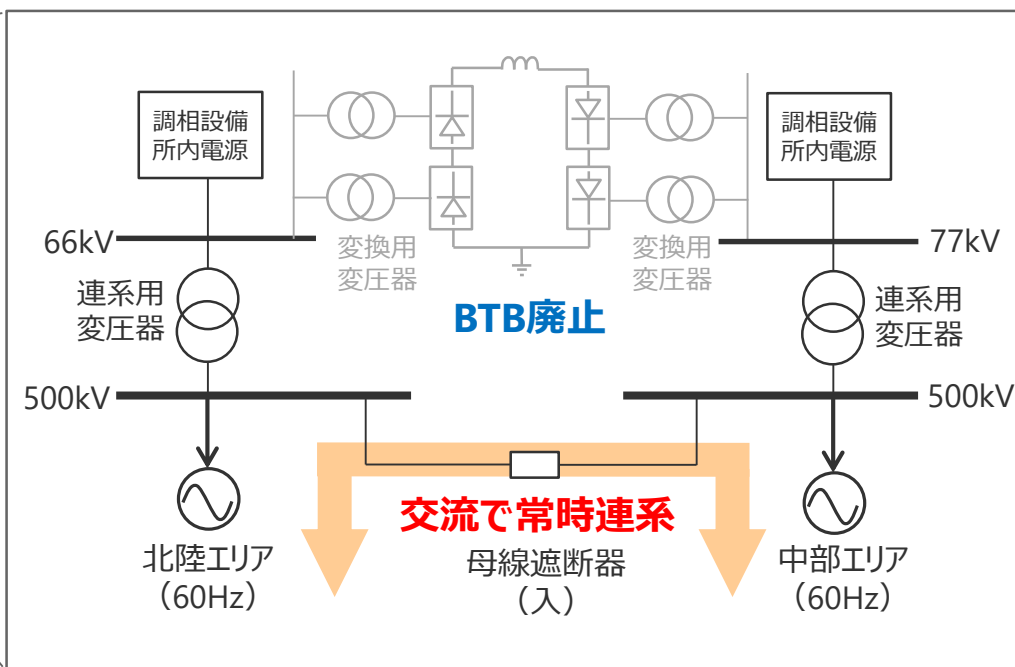 調相設備
所内電源
調相設備
所内電源
66kV
変換用
変圧器
変換用
変圧器
77kV
連系用
変圧器
BTB廃止
連系用
変圧器
500kV
500kV
交流で常時連系
北陸エリア
（60Hz）
母線遮断器
（入）
中部エリア
（60Hz）